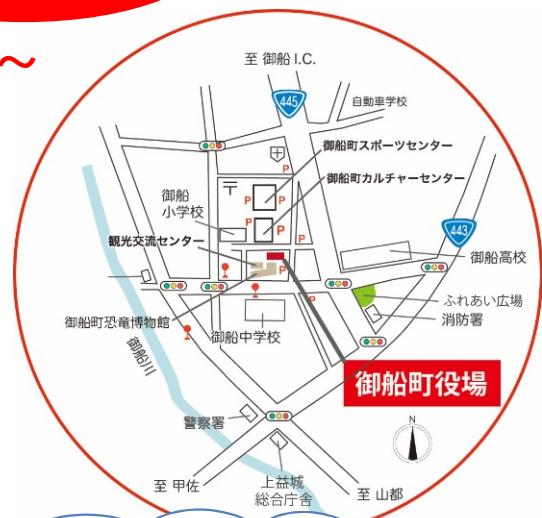 ～
至 御船 I.C.
445
自動車学校
御船町スポーツセンター
P
P
P
御船町カルチャーセンター
御船
小学校
P
P
P
443
観光交流センター
御船高校
P
P
ふれあい広場
消防署
御船町恐竜博物館
御船中学校
御船川
御船町役場
警察署
N
至 甲佐
上益城
総合庁舎
至 山都